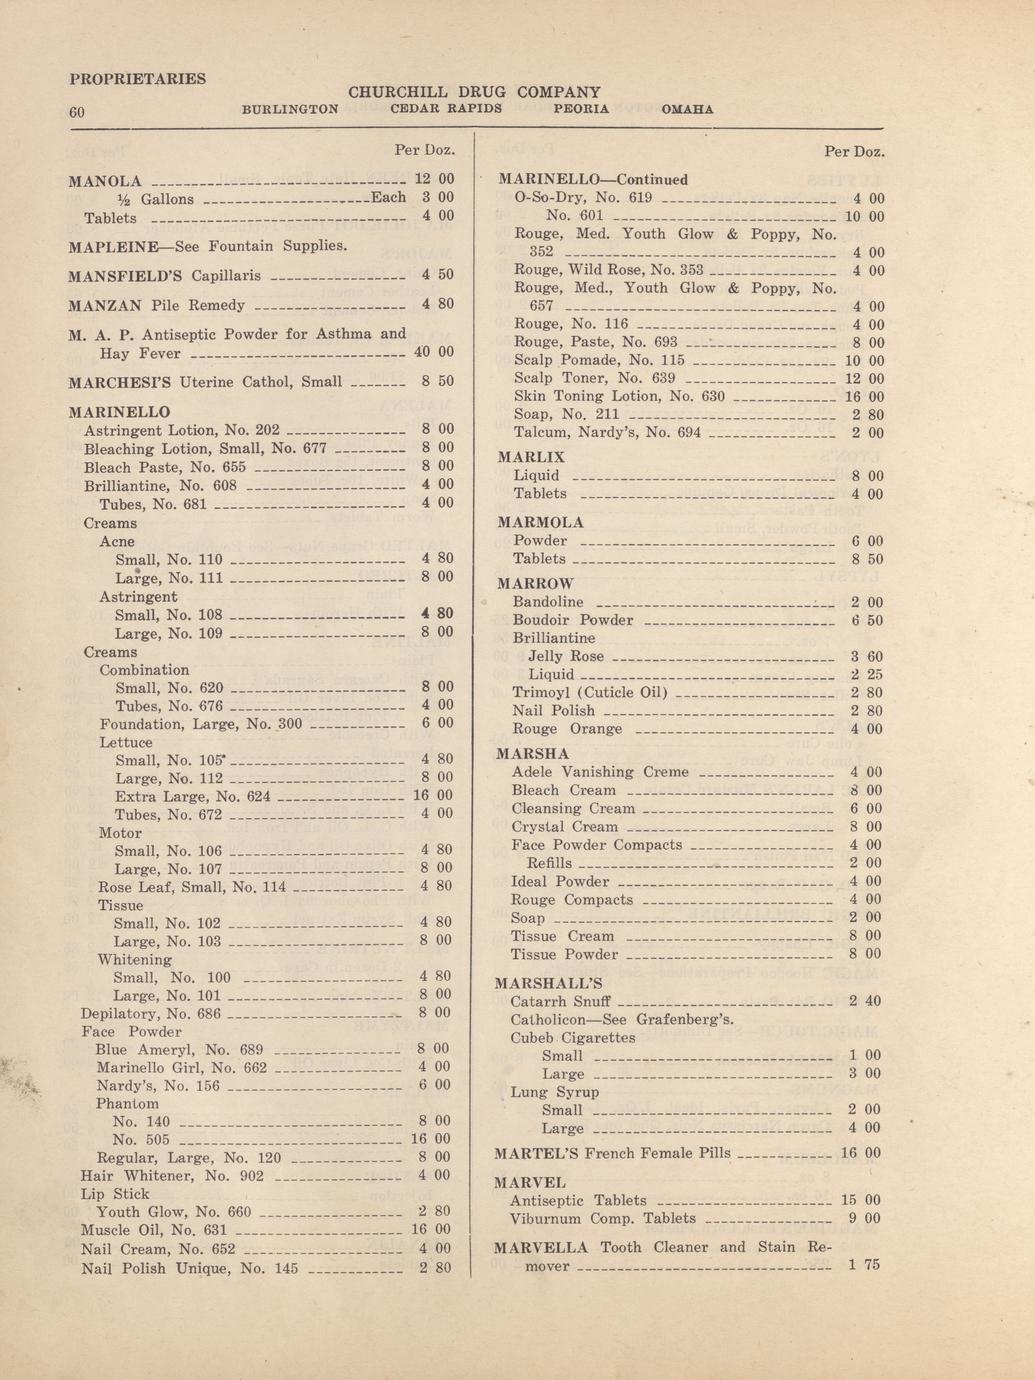 PROPRIETARIES
CHURCHILL DRUG COMPANY
60 BURLINGTON CEDAR RAPIDS PEORIA OMAHA
Per Doz.
MANOLA 12 00
½ Gallons Each 3 00
Tablets 4 00
MAPLEINE—See Fountain Supplies.
MANSFIELD'S Capillaris 4 50
MANZAN Pile Remedy 4 80
M. A. P. Antiseptic Powder for Asthma and
Hay Fever 40 00
MARCHESI'S Uterine Cathol, Small 8 50
MARINELLO
Astringent Lotion, No. 202 8 00
Bleaching Lotion, Small, No. 677 8 00
Bleach Paste, No. 655 8 00
Brilliantine, No. 608 4 00
Tubes, No. 681 4 00
Creams
Acne
Small, No. 110 4 80
Large, No. 111 8 00
Astringent
Small, No. 108 4 80
Large, No. 109 8 00
Creams
Combination
Small, No. 620 8 00
Tubes, No. 676 4 00
Foundation, Large, No. 300 6 00
Lettuce
Small, No. 105 4 80
Large, No. 112 8 00
Extra Large, No. 624 16 00
Tubes, No. 672 4 00
Motor
Small, No. 106 4 80
Large, No. 107 8 00
Rose Leaf, Small, No. 114 4 80
Tissue
Small, No. 102 4 80
Large, No. 103 8 00
Whitening
Small, No. 100 4 80
Large, No. 101 8 00
Depilatory, No. 686 8 00
Face Powder
Blue Ameryl, No. 689 8 00
Marinello Girl, No. 662 4 00
Nardy's, No. 156 6 00
Phantom
No. 140 8 00
No. 505 16 00
Regular, Large, No. 120 8 00
Hair Whitener, No. 902 4 00
Lip Stick
Youth Glow, No. 660 2 80
Muscle Oil, No. 631 16 00
Nail Cream, No. 652 4 00
Nail Polish Unique, No. 145 2 80
Per Doz.
MARINELLO—Continued
O-So-Dry, No. 619 4 00
No. 601 10 00
Rouge, Med. Youth Glow & Poppy, No.
352 4 00
Rouge, Wild Rose, No. 353 4 00
Rouge, Med., Youth Glow & Poppy, No.
657 4 00
Rouge, No. 116 4 00
Rouge, Paste, No. 693 8 00
Scalp Pomade, No. 115 10 00
Scalp Toner, No. 639 12 00
Skin Toning Lotion, No. 630 16 00
Soap, No. 211 2 80
Talcum, Nardy's, No. 694 2 00
MARLIX
Liquid 8 00
Tablets 4 00
MARMOLA
Powder 6 00
Tablets 8 50
MARROW
Bandoline 2 00
Boudoir Powder 6 50
Brilliantine
Jelly Rose 3 60
Liquid 2 25
Trimoyl (Cuticle Oil) 2 80
Nail Polish 2 80
Rouge Orange 4 00
MARSHA
Adele Vanishing Creme 4 00
Bleach Cream 8 00
Cleansing Cream 6 00
Crystal Cream 8 00
Face Powder Compacts 4 00
Refills 2 00
Ideal Powder 4 00
Rouge Compacts 4 00
Soap 2 00
Tissue Cream 8 00
Tissue Powder 8 00
MARSHALL'S
Catarrh Snuff 2 40
Catholicon—See Grafenberg's.
Cubeb Cigarettes
Small 1 00
Large 3 00
Lung Syrup
Small 2 00
Large 4 00
MARTEL'S French Female Pills 16 00
MARVEL
Antiseptic Tablets 15 00
Viburnum Comp. Tablets 9 00
MARVELLA Tooth Cleaner and Stain Re-
mover 1 75